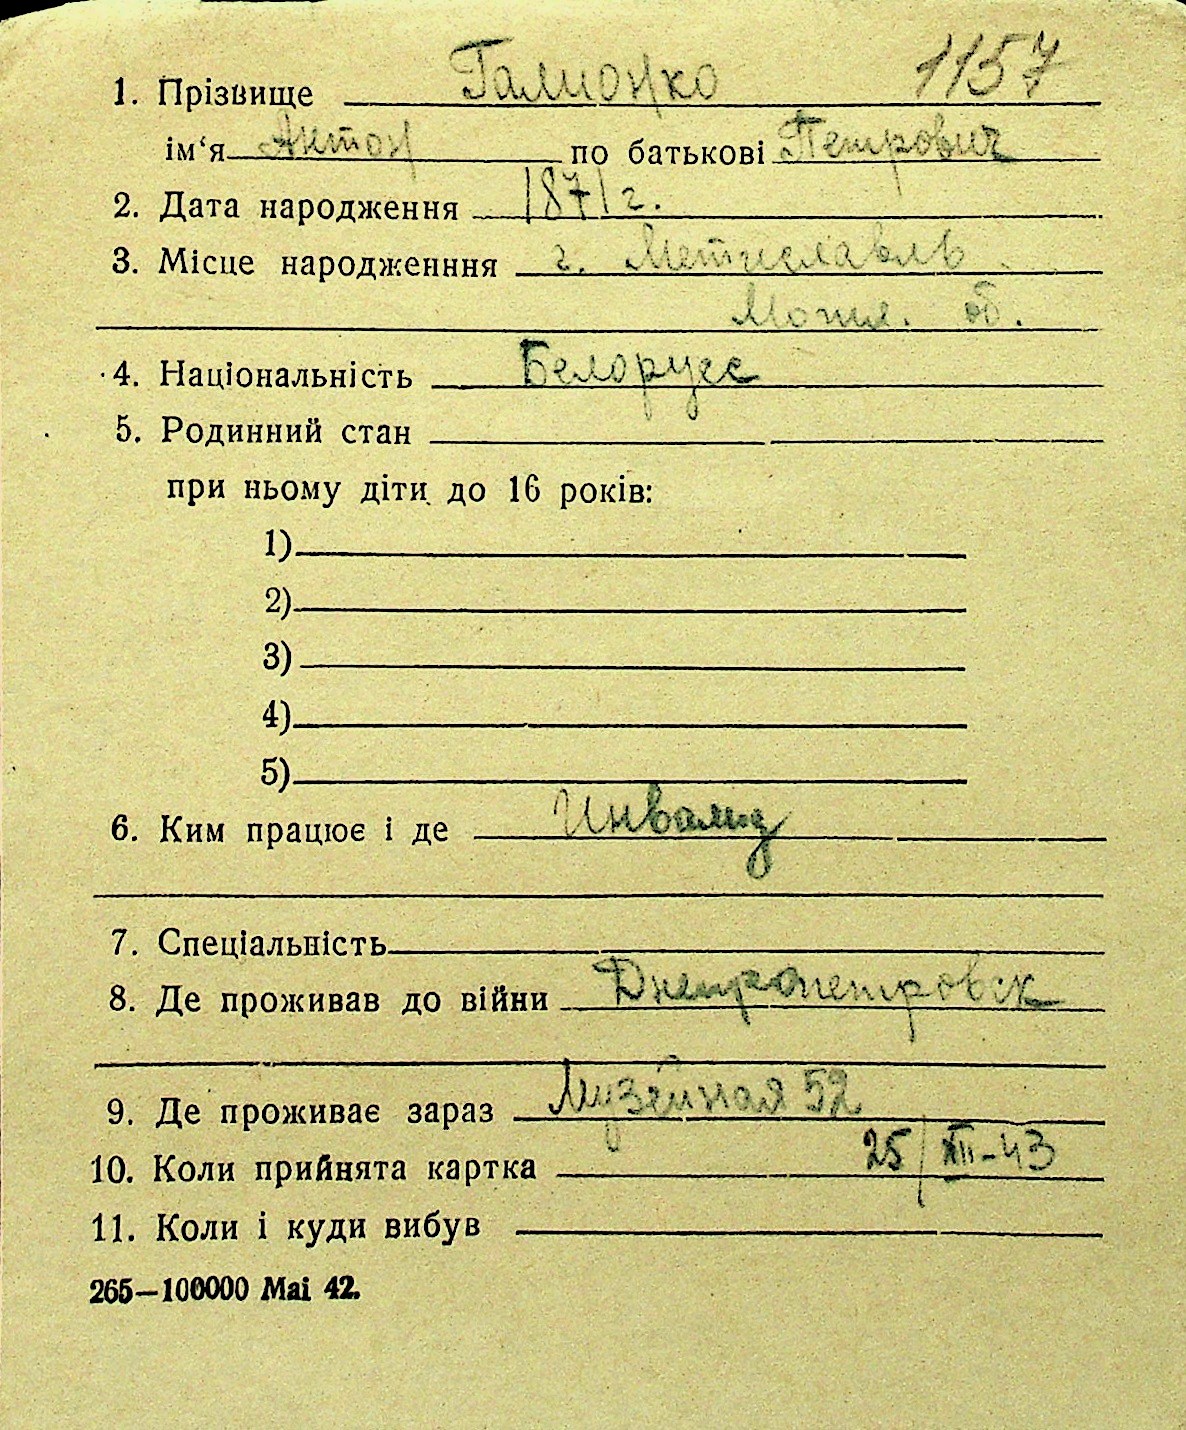 1. Прізвище Галионко 1157
ім‘я Антон по батькові Петрович
2. Дата народження 1871 г.
3. Місце народженння г. Метиславль
Могил. об.
4. Національність Белорусс
5. Родинний стан
при ньому діти до 16 років:
1)
2)
3)
4)
5)
6. Ким працює і де Инвалид
7. Спеціальність
8. Де проживав до війни Днепропетровск
9. Де проживає зараз Музейная 52
10. Коли прийнята картка 25/XII-43
11. Коли і куди вибув
265—100000 Mai 42.